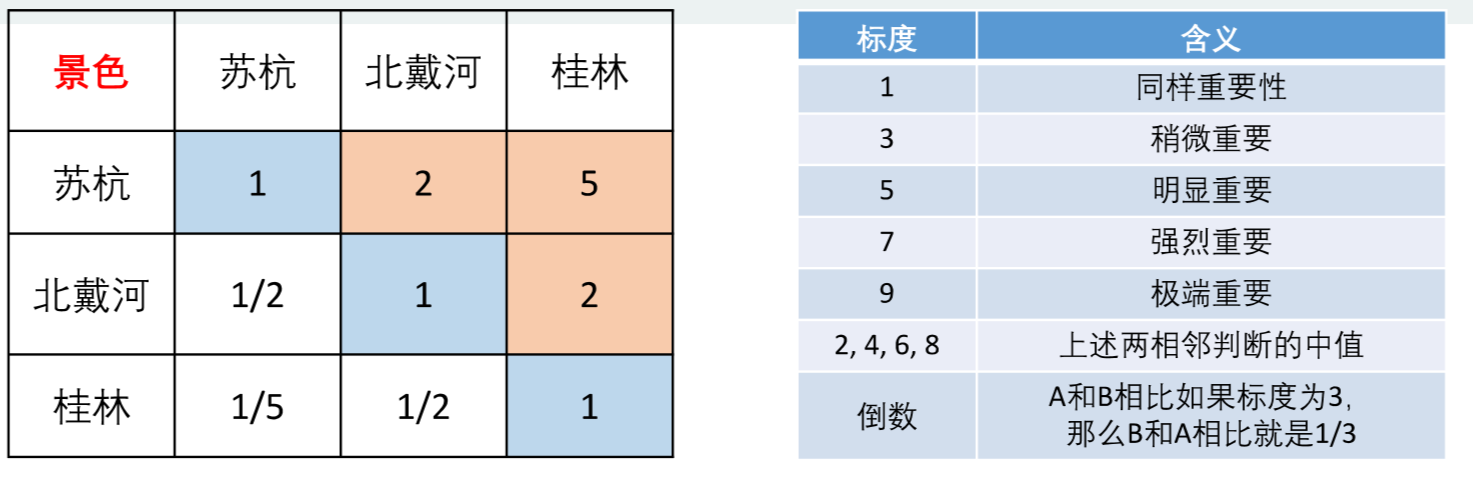 景色 苏杭 北戴河 桂林
苏杭 1 2 5
北戴河 1/2 1 2
桂林 1/5 1/2 1
标度 含义
1 同样重要性
3 稍微重要
5 明显重要
7 强烈重要
9 极端重要
2, 4, 6, 8 上述两相邻判断的中值
倒数 A和B相比如果标度为3,
那么B和A相比就是1/3